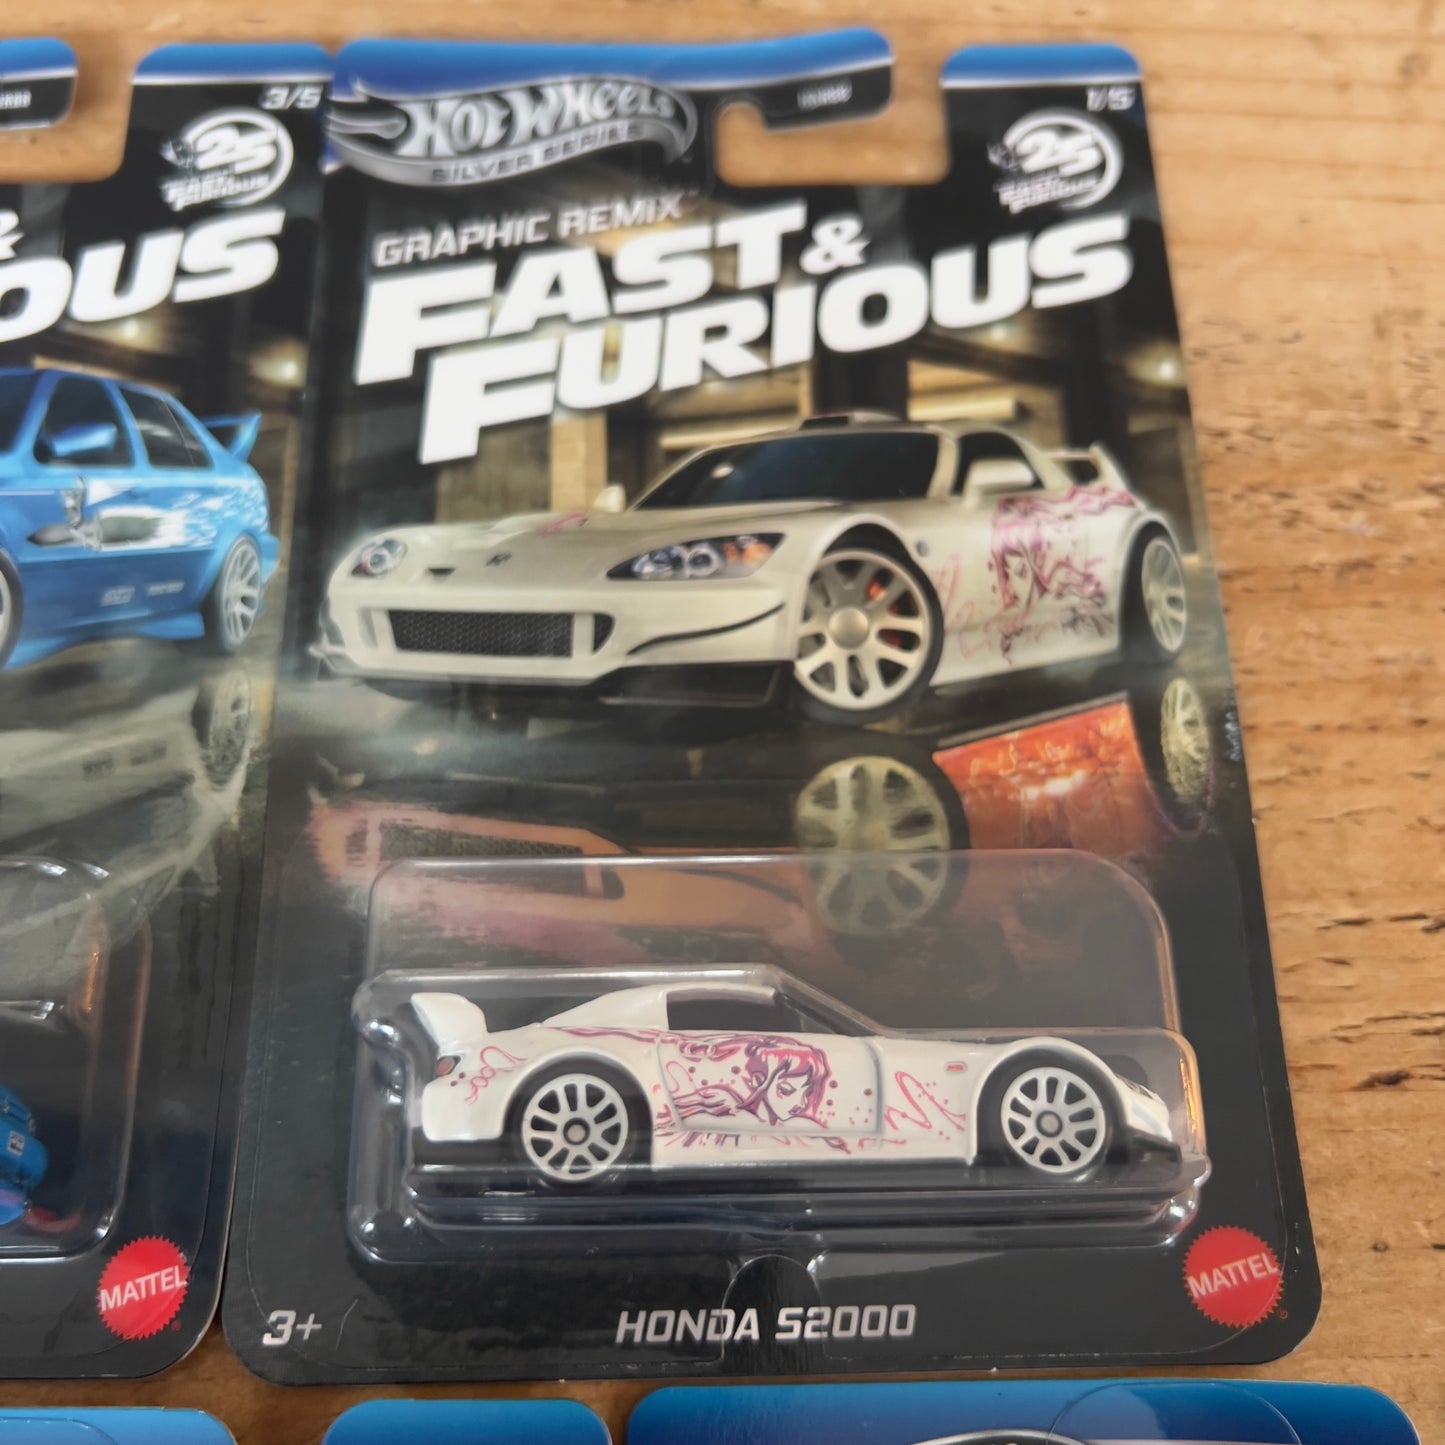 3/5
25
FAST & FURIOUS
&
OUS
MATTEL
HOT WHEELS
SILVER SERIES
1/5
25
FAST & FURIOUS
GRAPHIC REMIX™
FAST &
FURIOUS
3+
HONDA S2000
MATTEL